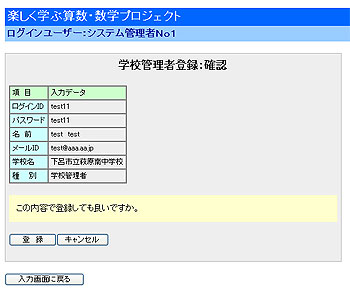 楽しく学ぶ算数・数学プロジェクト
ログインユーザー：システム管理者No1
学校管理者登録：確認
項 目 入力データ
ログインID test11
パスワード test11
名 前 test test
メールID test@aaa.aa.jp
学校名 下呂市立萩原南中学校
種 別 学校管理者
この内容で登録しても良いですか。
登 録 キャンセル
入力画面に戻る